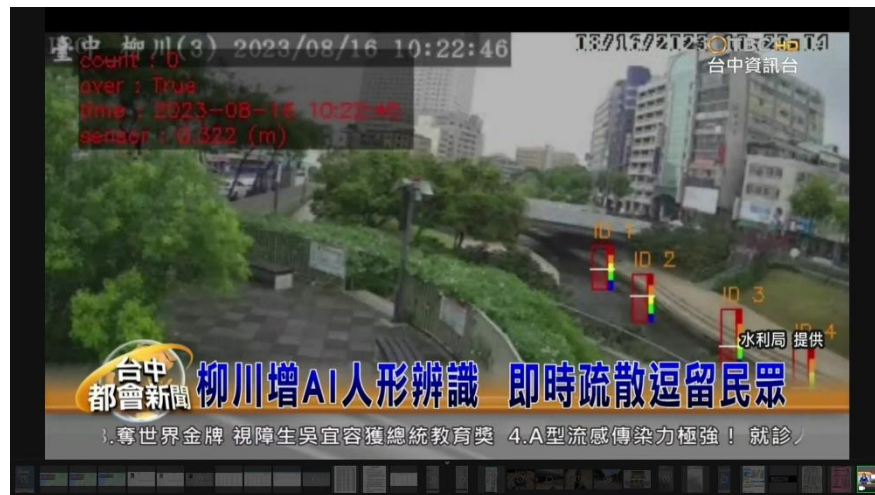 臺中 柳川(3) 2023/08/16 10:22:46
count : 0
over : True
time : 2023-08-16 10:22:46
sensor : 0.322 (m)
HD
台中資訊台
ID 1
ID 2
ID 3
4
水利局 提供
台中
都會新聞
柳川增AI人形辨識 即時疏散逗留民眾
3.奪世界金牌 視障生吳宜容獲總統教育獎 4.A型流感傳染力極強! 就診